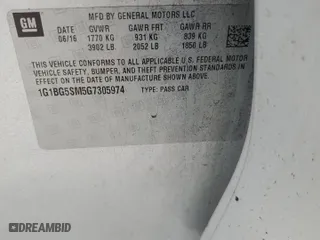 GM
MFD BY GENERAL MOTORS LLC
06/16 GVWR GAWR FRT GAWR RR
1770 KG 931 KG 839 KG
3902 LB 2052 LB 1850 LB
THIS VEHICLE CONFORMS TO ALL APPLICABLE U.S. FEDERAL MOTOR
VEHICLE SAFETY, BUMPER, AND THEFT PREVENTION STANDARDS
IN EFFECT ON THE DATE OF MANUFACTURE SHOWN ABOVE.
1G1BG5SM5G7305974 TYPE: PASS CAR
DREAMBID